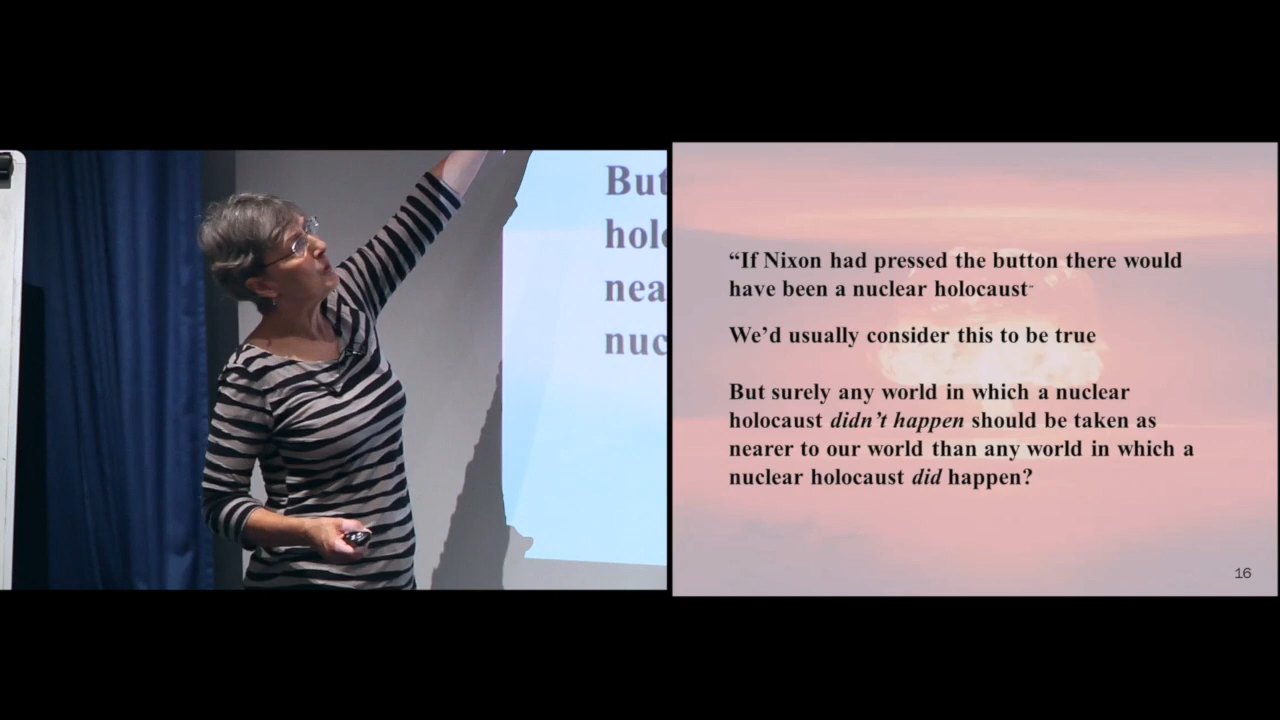 But
hol
nea
nuc
“If Nixon had pressed the button there would
have been a nuclear holocaust”
We’d usually consider this to be true
But surely any world in which a nuclear
holocaust didn’t happen should be taken as
nearer to our world than any world in which a
nuclear holocaust did happen?
16